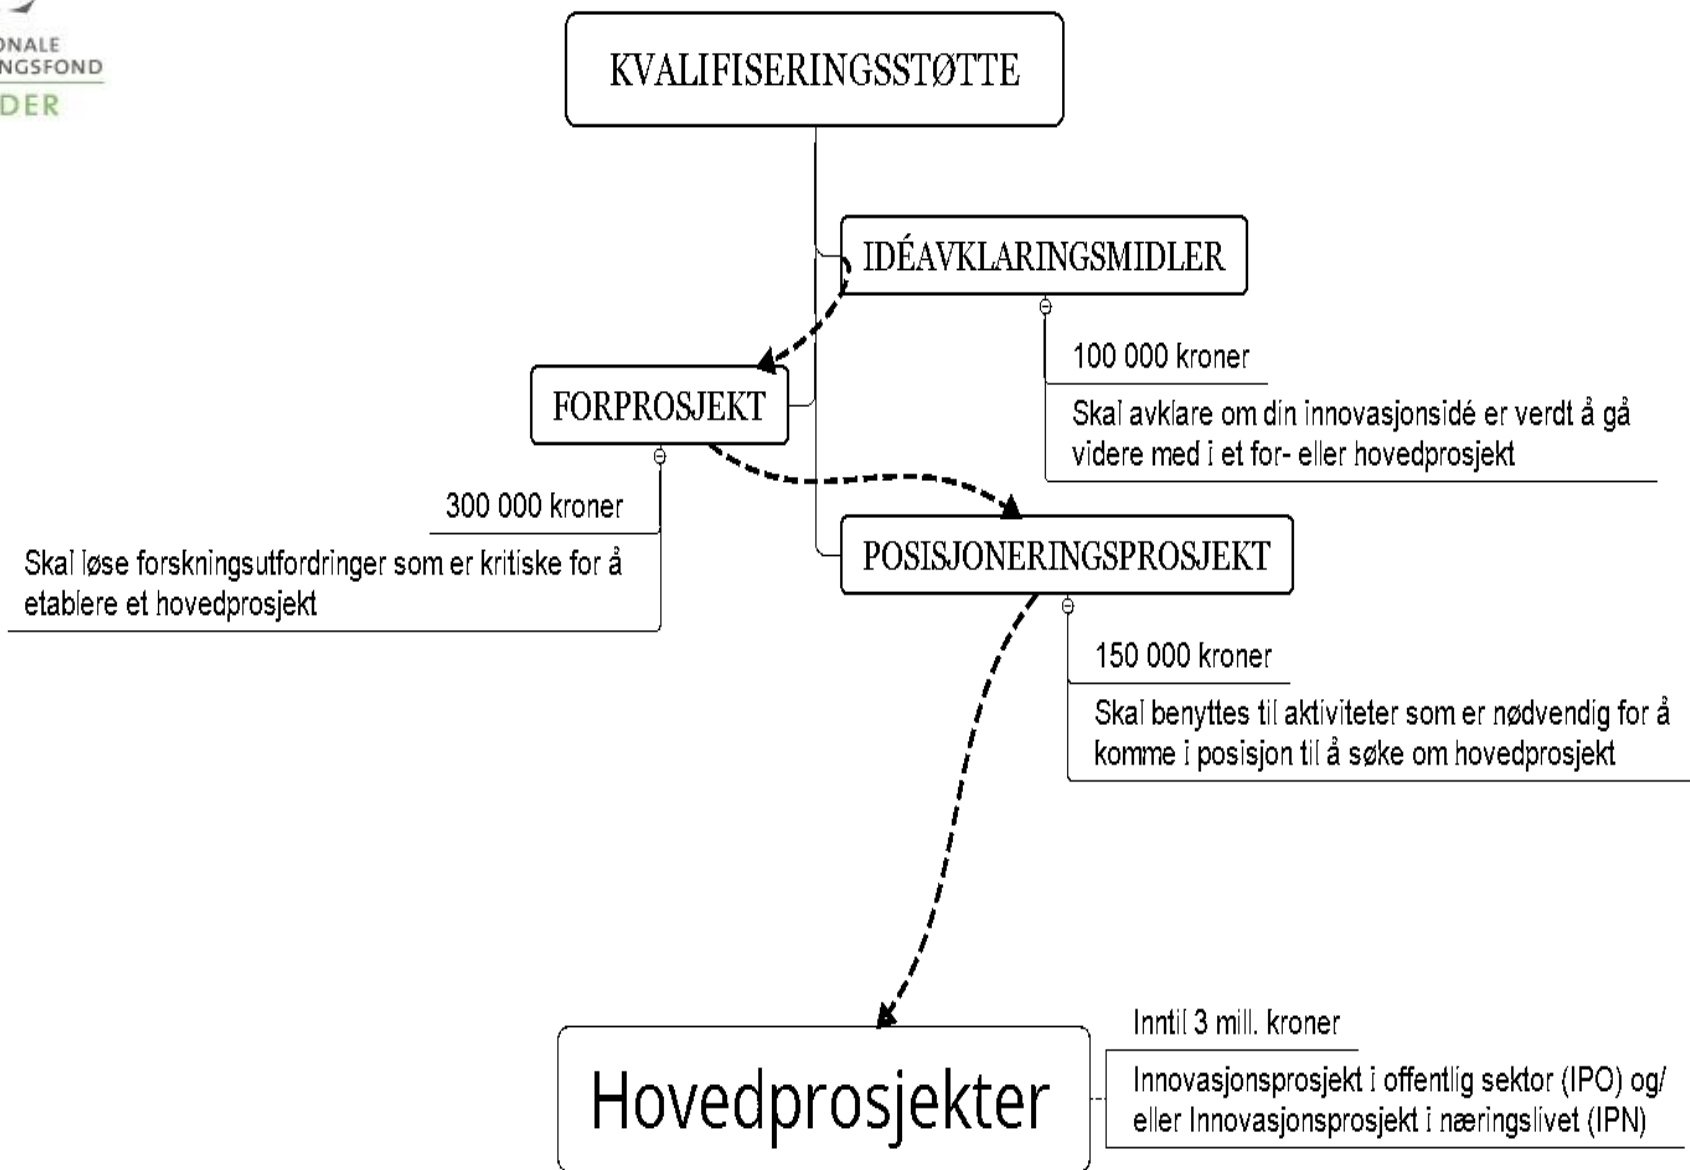 NGSFOND
KVALIFISERINGSSTØTTE
IDÉAVKLARINGSMIDLER
100 000 kroner
Skal avklare om din innovasjonsidé er verdt å gå
videre med i et for- eller hovedprosjekt
FORPROSJEKT
300 000 kroner
Skal løse forskningsutfordringer som er kritiske for å
etablere et hovedprosjekt
POSISJONERINGSPROSJEKT
150 000 kroner
Skal benyttes til aktiviteter som er nødvendig for å
komme i posisjon til å søke om hovedprosjekt
Hovedprosjekter
Inntil 3 mill. kroner
Innovasjonsprosjekt i offentlig sektor (IPO) og/
eller Innovasjonsprosjekt i næringslivet (IPN)